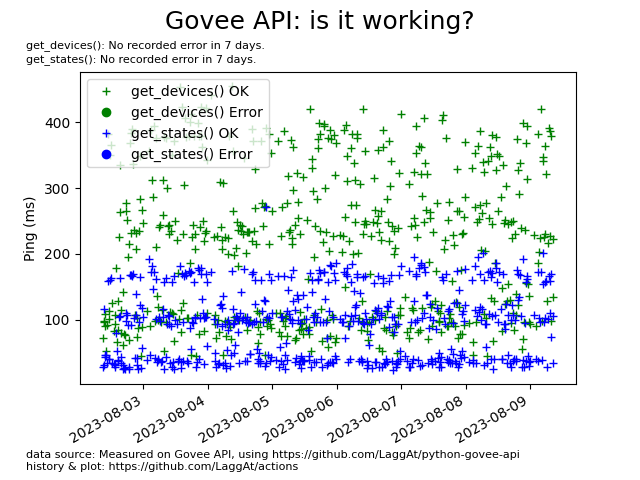 Govee API: is it working?
get_devices(): No recorded error in 7 days.
get_states(): No recorded error in 7 days.
get_devices() OK
get_devices() Error
get_states() OK
get_states() Error
400
300
200
100
Ping (ms)
2023-08-03
2023-08-04
2023-08-05
2023-08-06
2023-08-07
2023-08-08
2023-08-09
data source: Measured on Govee API, using https://github.com/LaggAt/python-govee-api
history & plot: https://github.com/LaggAt/actions